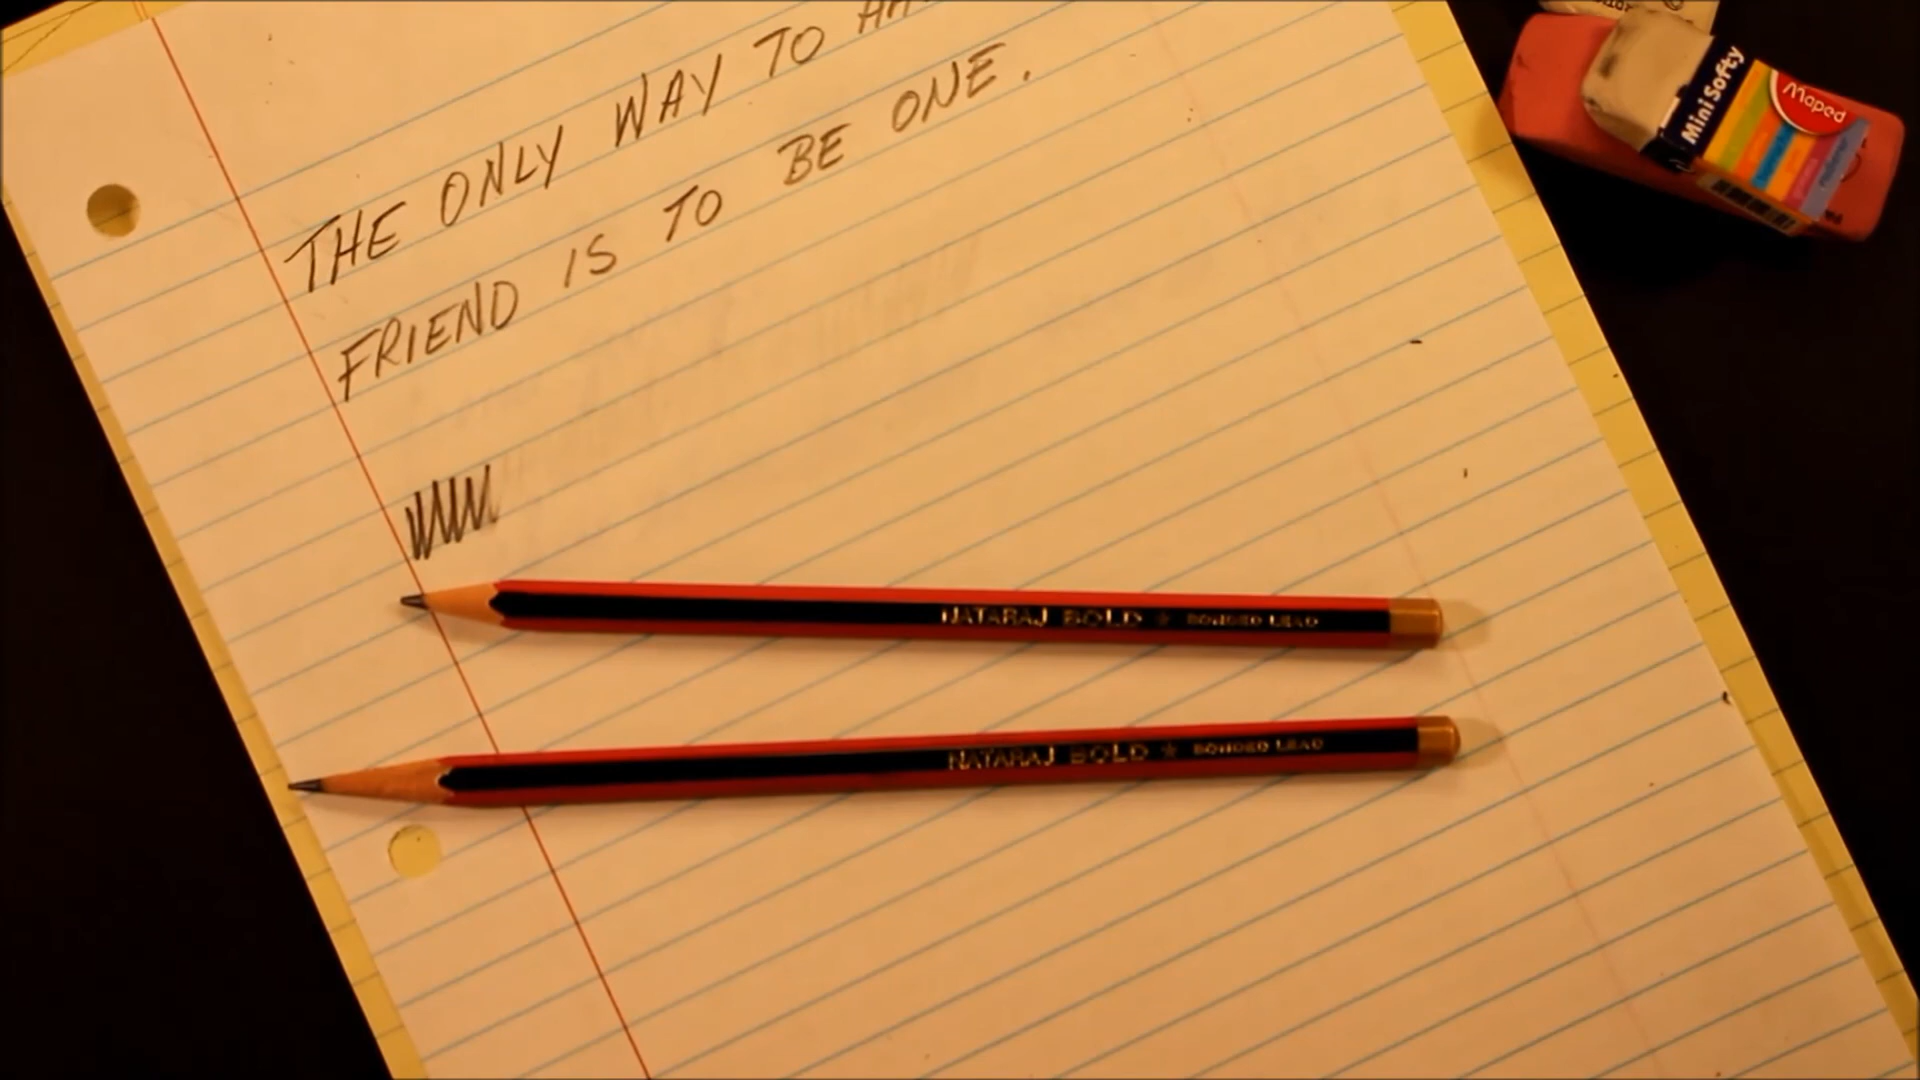 THE ONLY WAY TO
FRIEND IS TO BE ONE.
Mini Softy
Maped
NATARAJ BOLD ★ BONDED LEAD
NATARAJ BOLD ★ BONDED LEAD